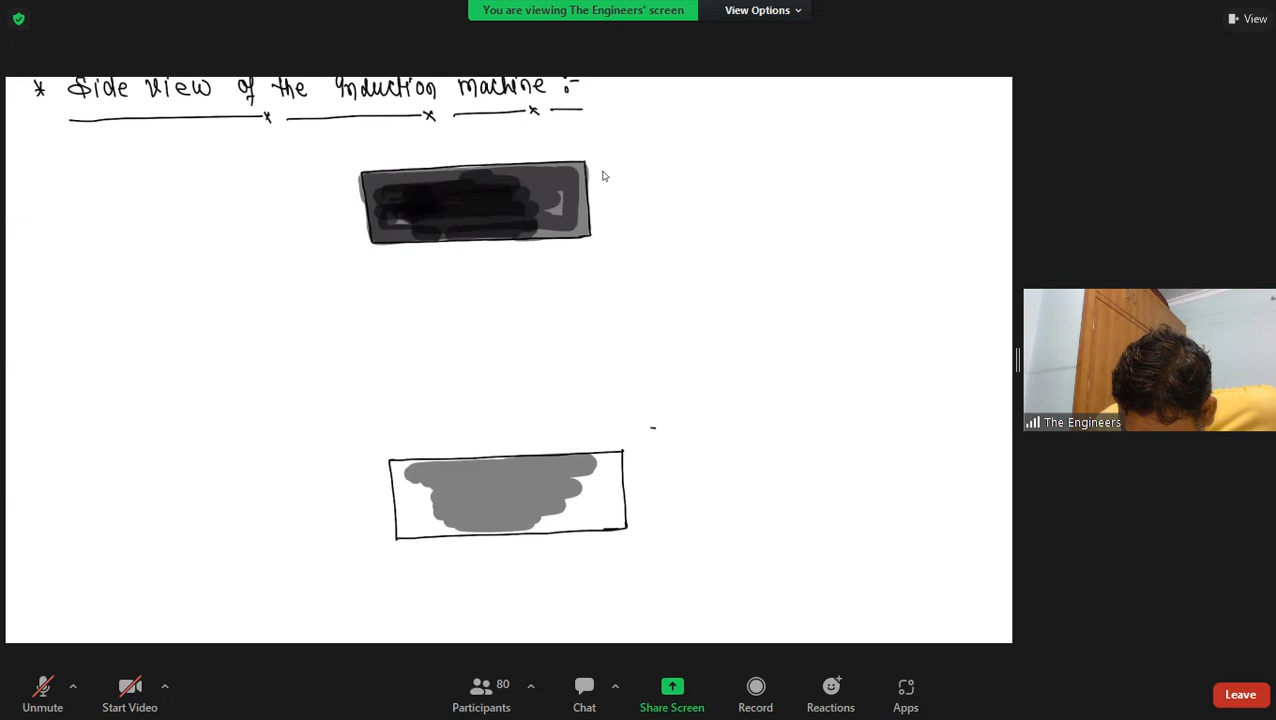 You are viewing The Engineers' screen
View Options
View
* Side View of the Induction machine :-
The Engineers
Unmute
Start Video
80
Participants
Chat
Share Screen
Record
Reactions
Apps
Leave